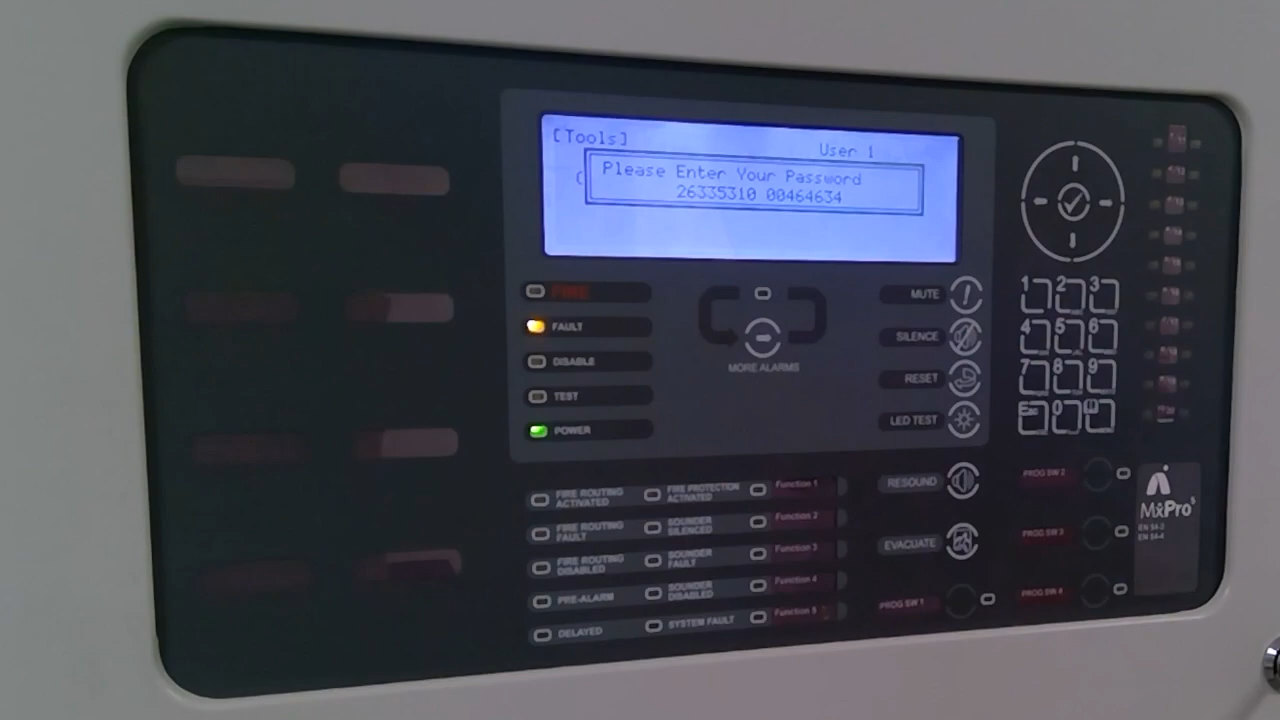 [Tools]
User 1
Please Enter Your Password
26335310 00464634
FIRE
FAULT
DISABLE
TEST
POWER
MORE ALARMS
MUTE
SILENCE
RESET
LED TEST
1 2 3
4 5 6
7 8 9
Esc 0
FIRE ROUTING
ACTIVATED
FIRE ROUTING
FAULT
FIRE ROUTING
DISABLED
PRE-ALARM
DELAYED
FIRE PROTECTION
ACTIVATED
SOUNDER
SILENCED
SOUNDER
FAULT
SOUNDER
DISABLED
SYSTEM FAULT
Function 1
Function 2
Function 3
Function 4
Function 5
RESOUND
EVACUATE
PROG SW 1
PROG SW 2
PROG SW 3
PROG SW 4
MxPro5
EN 54-2
EN 54-4